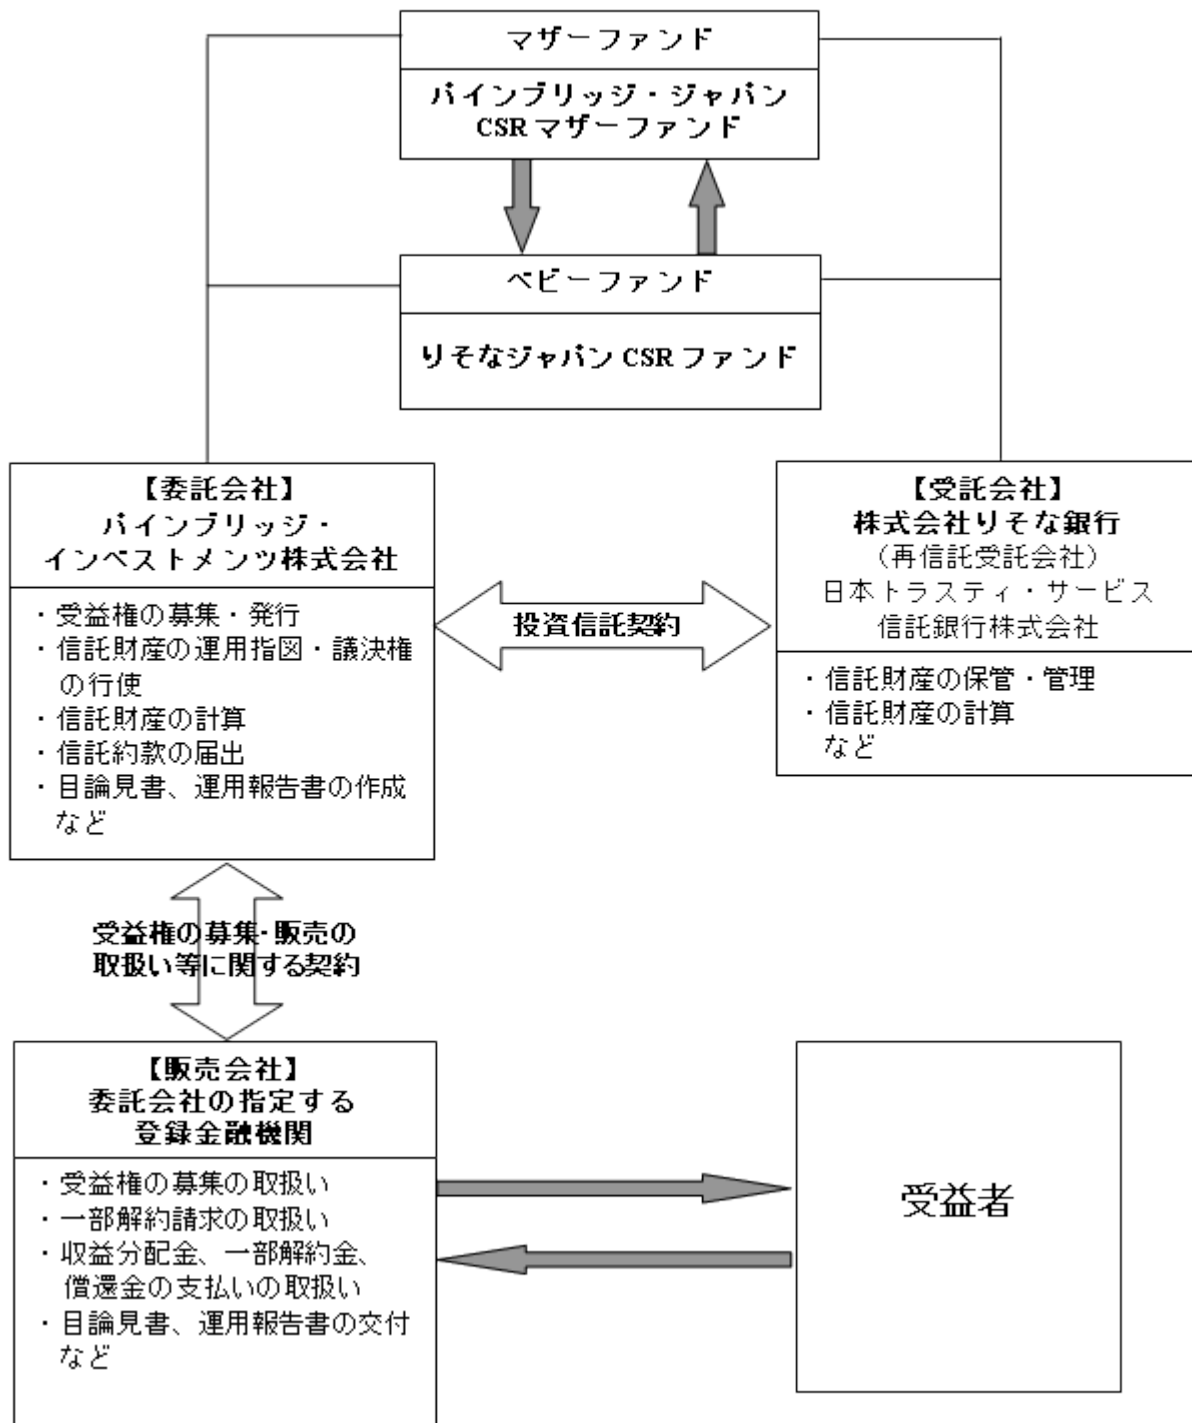 マザーファンド
パインブリッジ・ジャパン
CSRマザーファンド
ベビーファンド
りそなジャパンCSRファンド
【委託会社】
パインブリッジ・
インベストメンツ株式会社
・受益権の募集・発行
・信託財産の運用指図・議決権
の行使
・信託財産の計算
・信託約款の届出
・目論見書、運用報告書の作成
など
投資信託契約
【受託会社】
株式会社りそな銀行
（再信託受託会社）
日本トラスティ・サービス
信託銀行株式会社
・信託財産の保管・管理
・信託財産の計算
など
受益権の募集・販売の
取扱い等に関する契約
【販売会社】
委託会社の指定する
登録金融機関
・受益権の募集の取扱い
・一部解約請求の取扱い
・収益分配金、一部解約金、
償還金の支払いの取扱い
・目論見書、運用報告書の交付
など
受益者